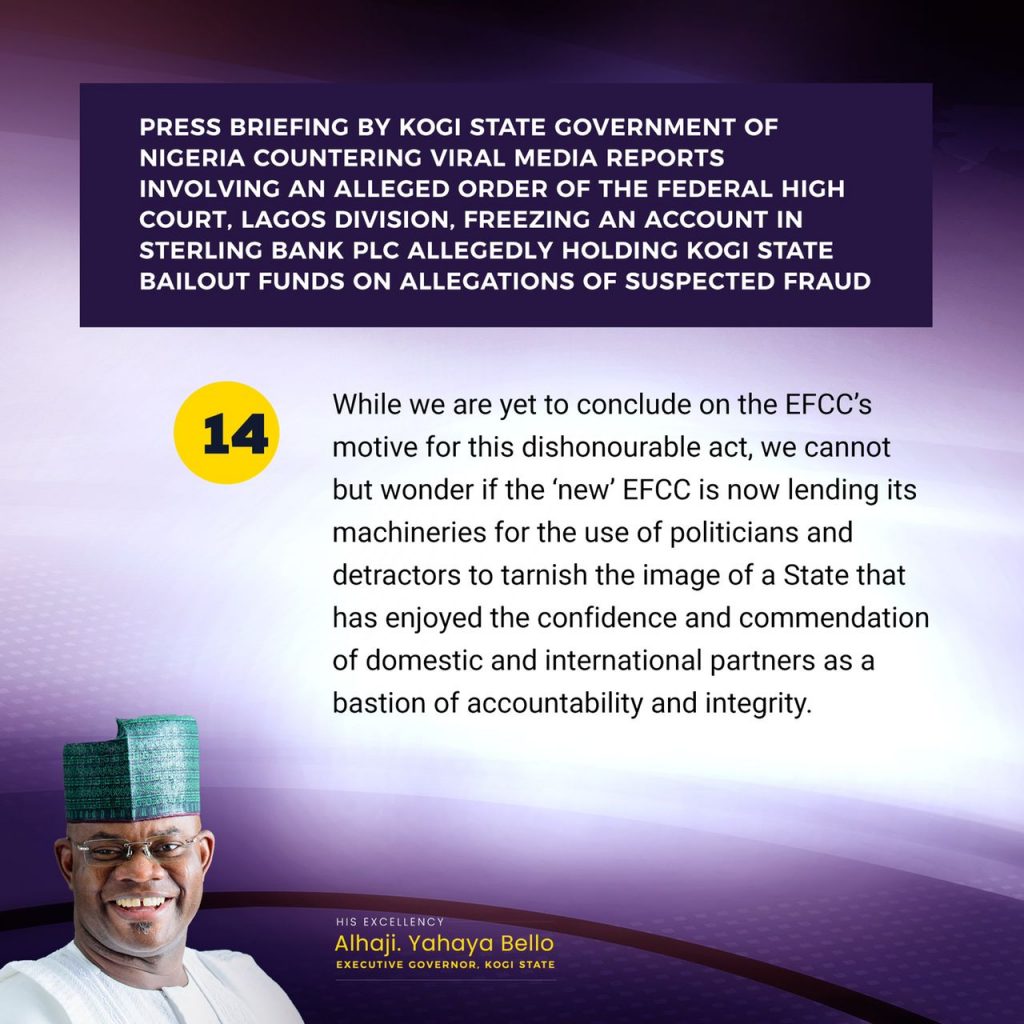 PRESS BRIEFING BY KOGI STATE GOVERNMENT OF
NIGERIA COUNTERING VIRAL MEDIA REPORTS
INVOLVING AN ALLEGED ORDER OF THE FEDERAL HIGH
COURT, LAGOS DIVISION, FREEZING AN ACCOUNT IN
STERLING BANK PLC ALLEGEDLY HOLDING KOGI STATE
BAILOUT FUNDS ON ALLEGATIONS OF SUSPECTED FRAUD
14
While we are yet to conclude on the EFCC’s
motive for this dishonourable act, we cannot
but wonder if the ‘new’ EFCC is now lending its
machineries for the use of politicians and
detractors to tarnish the image of a State that
has enjoyed the confidence and commendation
of domestic and international partners as a
bastion of accountability and integrity.
HIS EXCELLENCY
Alhaji. Yahaya Bello
EXECUTIVE GOVERNOR, KOGI STATE